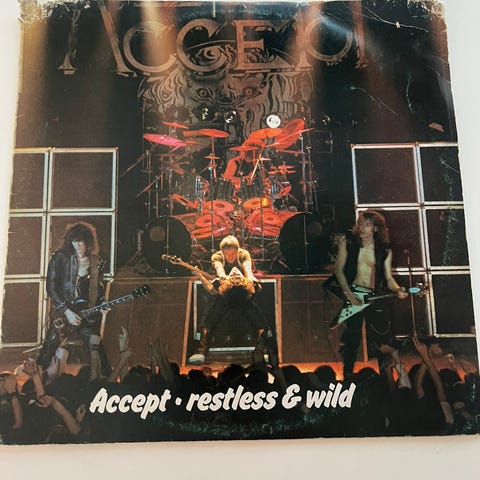 ACCEPT
Accept • restless & wild